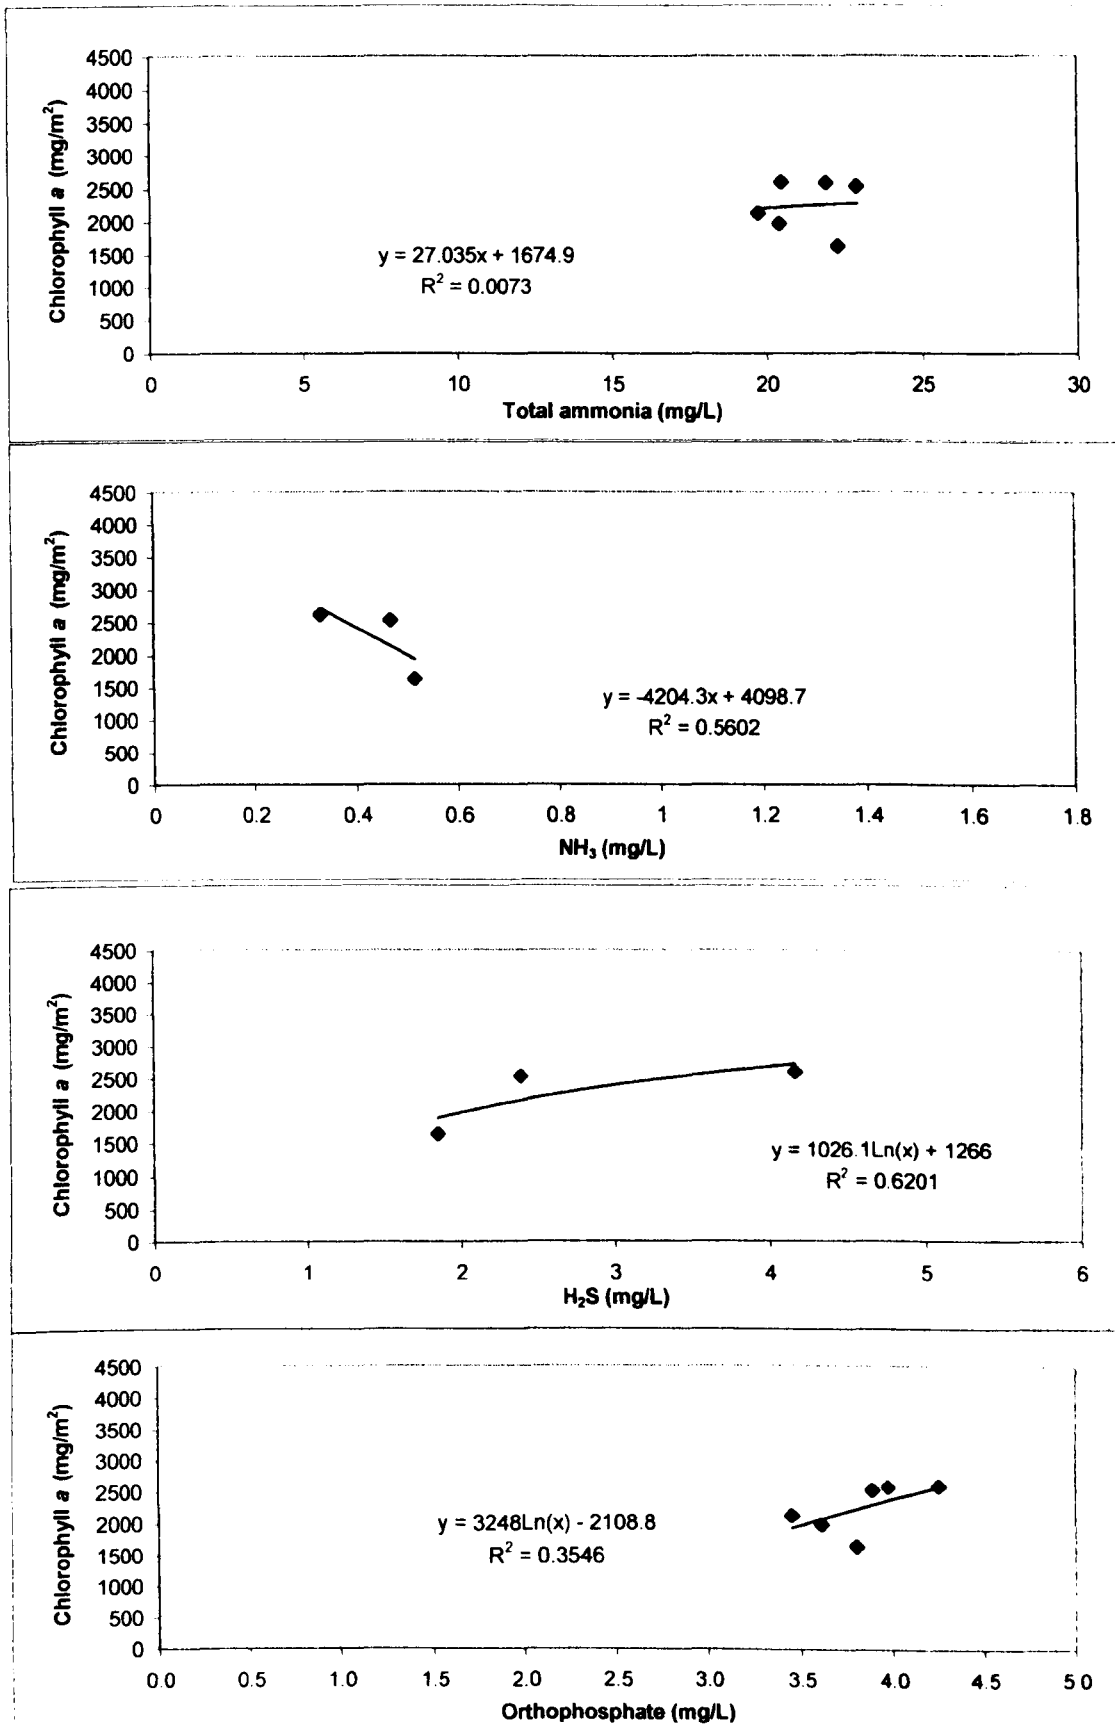 4500
4000
3500
3000
2500
2000
1500
1000
500
0
Chlorophyll a (mg/m²)
y = 27.035x + 1674.9
R² = 0.0073
0 5 10 15 20 25 30
Total ammonia (mg/L)
4500
4000
3500
3000
2500
2000
1500
1000
500
0
Chlorophyll a (mg/m²)
y = -4204.3x + 4098.7
R² = 0.5602
0 0.2 0.4 0.6 0.8 1 1.2 1.4 1.6 1.8
NH₃ (mg/L)
4500
4000
3500
3000
2500
2000
1500
1000
500
0
Chlorophyll a (mg/m²)
y = 1026.1Ln(x) + 1266
R² = 0.6201
0 1 2 3 4 5 6
H₂S (mg/L)
4500
4000
3500
3000
2500
2000
1500
1000
500
0
Chlorophyll a (mg/m²)
y = 3248Ln(x) - 2108.8
R² = 0.3546
0.0 0.5 1.0 1.5 2.0 2.5 3.0 3.5 4.0 4.5 5.0
Orthophosphate (mg/L)